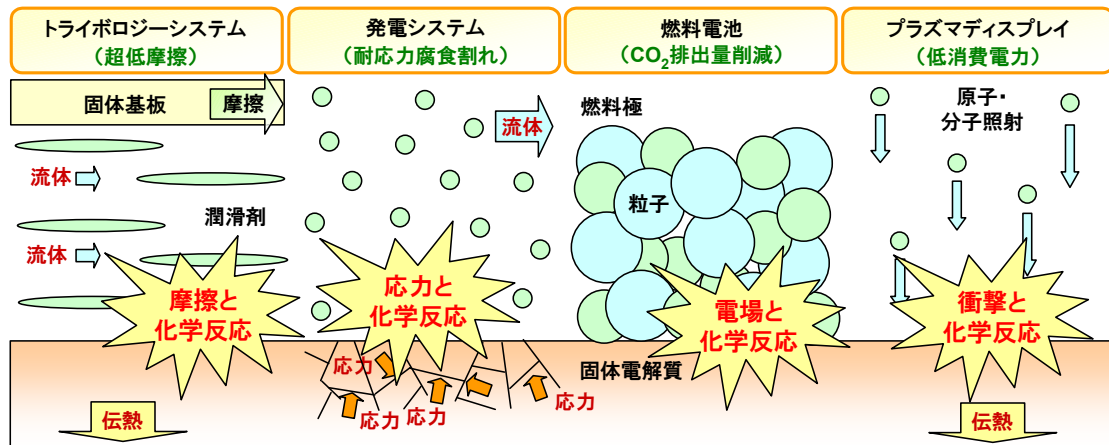 トライボロジーシステム
(超低摩擦)
固体基板
摩擦
流体
潤滑剤
流体
摩擦と
化学反応
伝熱
発電システム
(耐応力腐食割れ)
流体
応力と
化学反応
応力
応力
応力
応力
燃料電池
(CO₂排出量削減)
燃料極
粒子
電場と
化学反応
固体電解質
プラズマディスプレイ
(低消費電力)
原子・
分子照射
衝撃と
化学反応
伝熱